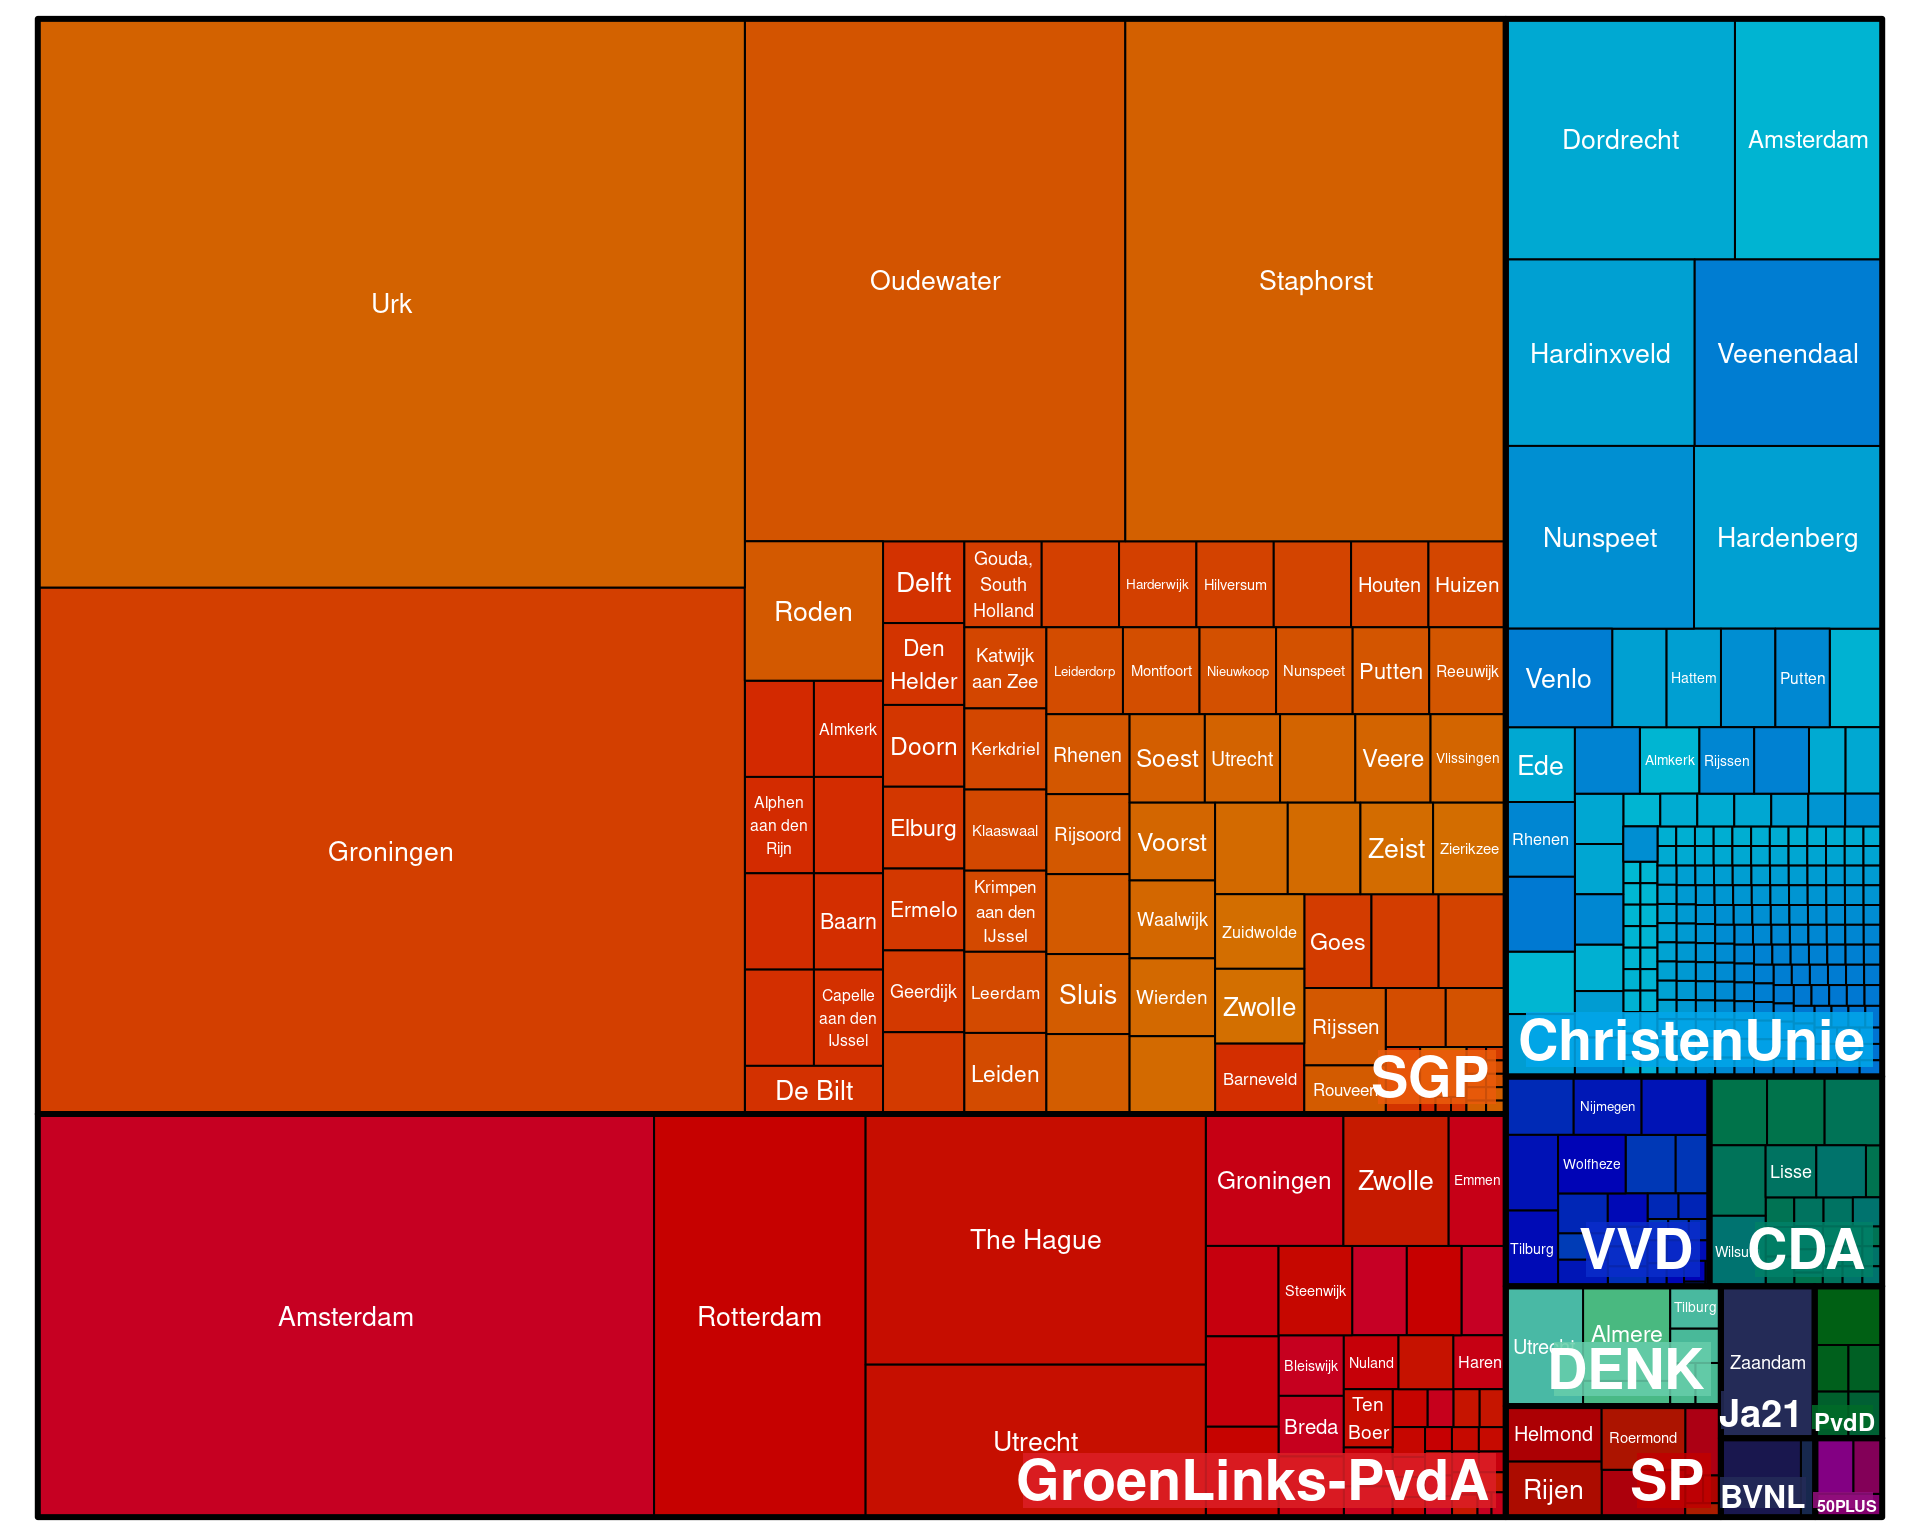 Urk
Oudewater
Staphorst
Groningen
Roden
Delft
Gouda,
South
Holland
Harderwijk
Hilversum
Houten
Huizen
Den
Helder
Katwijk
aan Zee
Leiderdorp
Montfoort
Nieuwkoop
Nunspeet
Putten
Reeuwijk
Almkerk
Doorn
Kerkdriel
Rhenen
Soest
Utrecht
Veere
Vlissingen
Alphen
aan den
Rijn
Elburg
Klaaswaal
Rijsoord
Voorst
Zeist
Zierikzee
Baarn
Ermelo
Krimpen
aan den
IJssel
Waalwijk
Zuidwolde
Goes
Capelle
aan den
IJssel
Geerdijk
Leerdam
Sluis
Wierden
Zwolle
Rijssen
De Bilt
Leiden
Barneveld
Rouveen
SGP
Dordrecht
Amsterdam
Hardinxveld
Veenendaal
Nunspeet
Hardenberg
Venlo
Hattem
Putten
Ede
Almkerk
Rijssen
Rhenen
ChristenUnie
Amsterdam
Rotterdam
The Hague
Utrecht
Groningen
Zwolle
Emmen
Steenwijk
Bleiswijk
Nuland
Haren
Breda
Ten
Boer
GroenLinks-PvdA
Nijmegen
Wolfheze
Tilburg
VVD
Lisse
Wilsu
CDA
Utrecht
Almere
Tilburg
DENK
Zaandam
Ja21
PvdD
Helmond
Roermond
Rijen
SP
BVNL
50PLUS